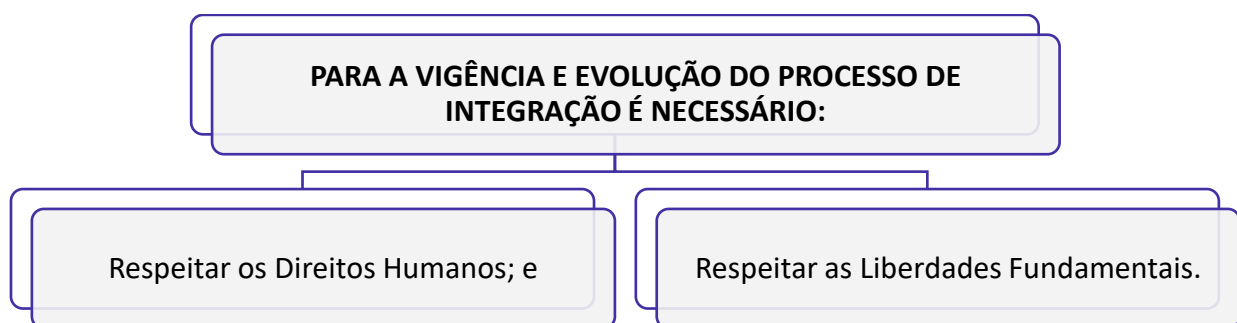 PARA A VIGÊNCIA E EVOLUÇÃO DO PROCESSO DE
INTEGRAÇÃO É NECESSÁRIO:
Respeitar os Direitos Humanos; e
Respeitar as Liberdades Fundamentais.